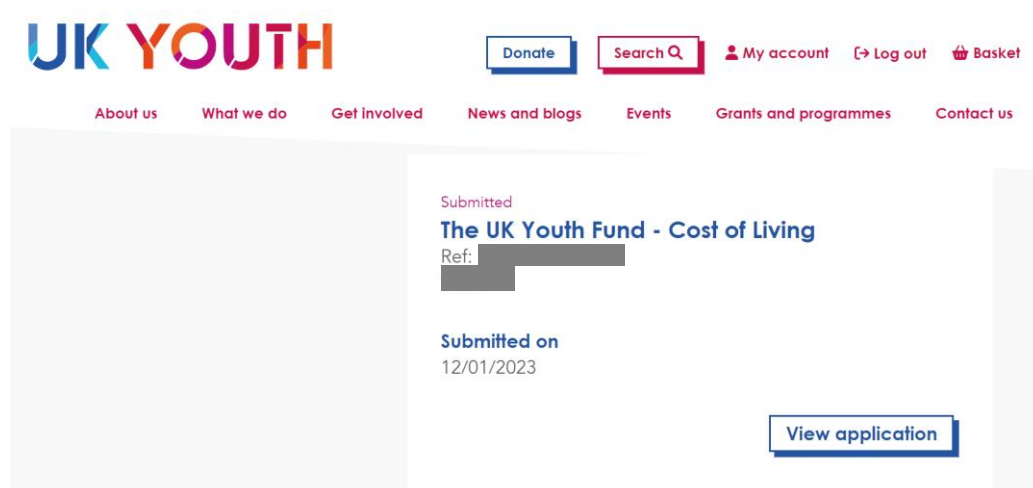 UK YOUTH
Donate
Search
My account
Log out
Basket
About us
What we do
Get involved
News and blogs
Events
Grants and programmes
Contact us
Submitted
The UK Youth Fund - Cost of Living
Ref:
Submitted on
12/01/2023
View application